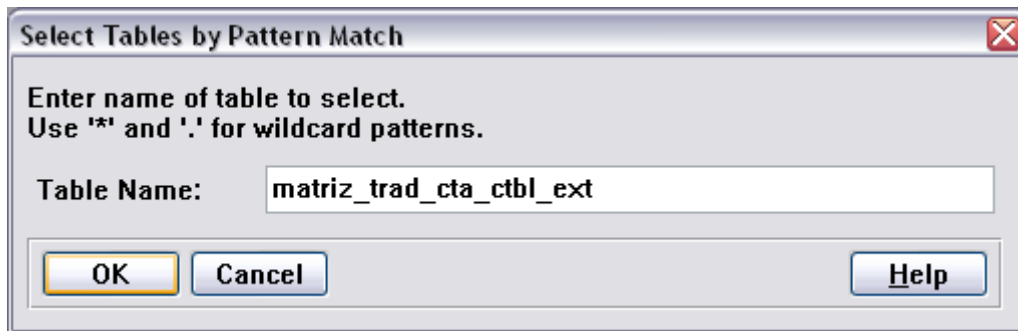 Select Tables by Pattern Match
Enter name of table to select.
Use '*' and '.' for wildcard patterns.
Table Name: matriz_trad_cta_ctbl_ext
OK Cancel Help